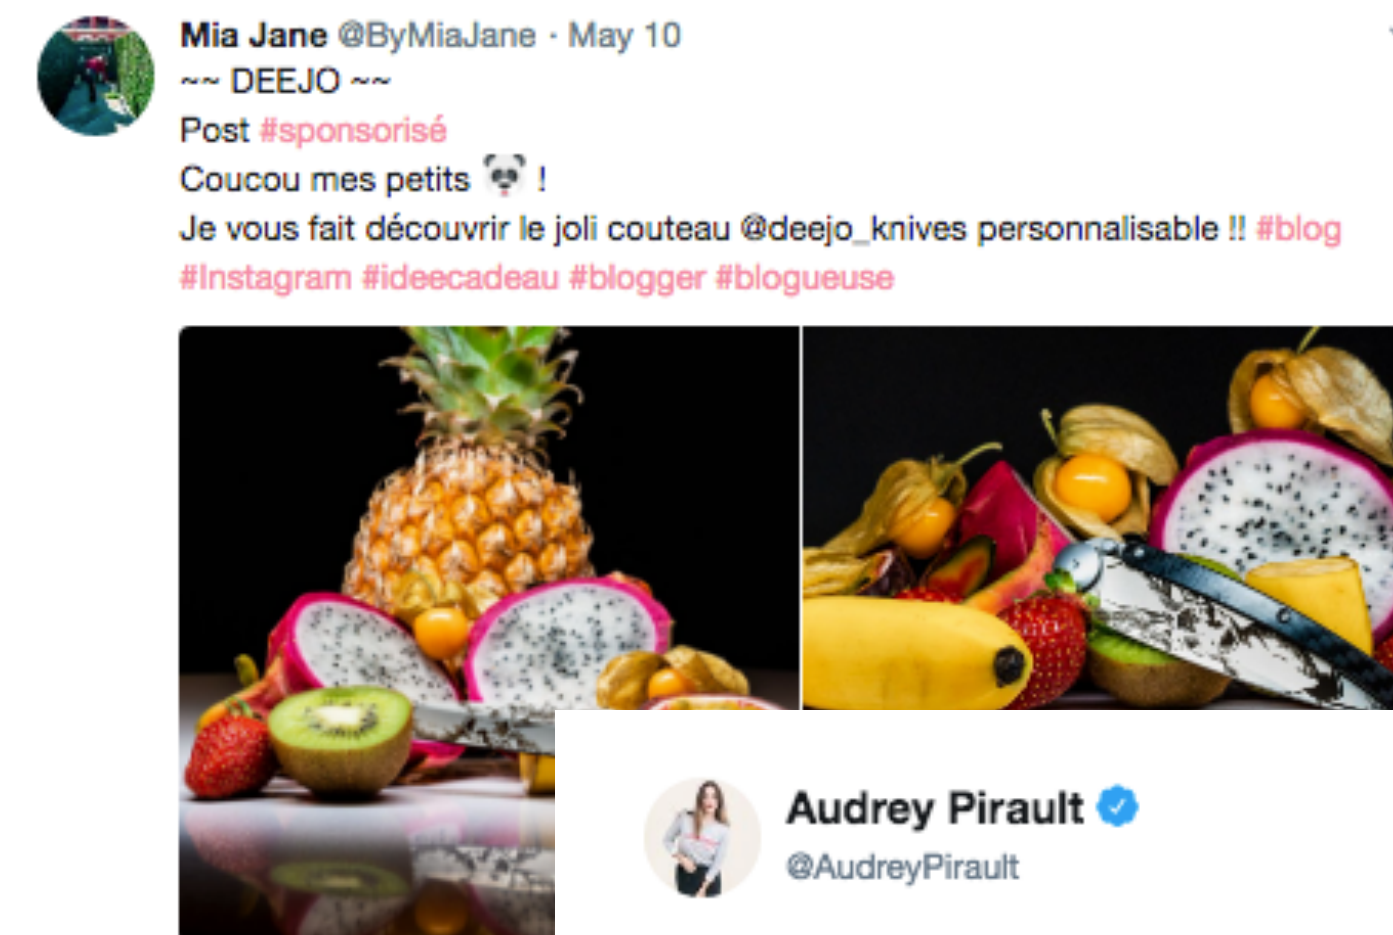 Mia Jane @ByMiaJane · May 10
~~ DEEJO ~~
Post #sponsorisé
Coucou mes petits 🐼 !
Je vous fait découvrir le joli couteau @deejo_knives personnalisable !! #blog
#Instagram #ideecadeau #blogger #blogueuse
Audrey Pirault
@AudreyPirault